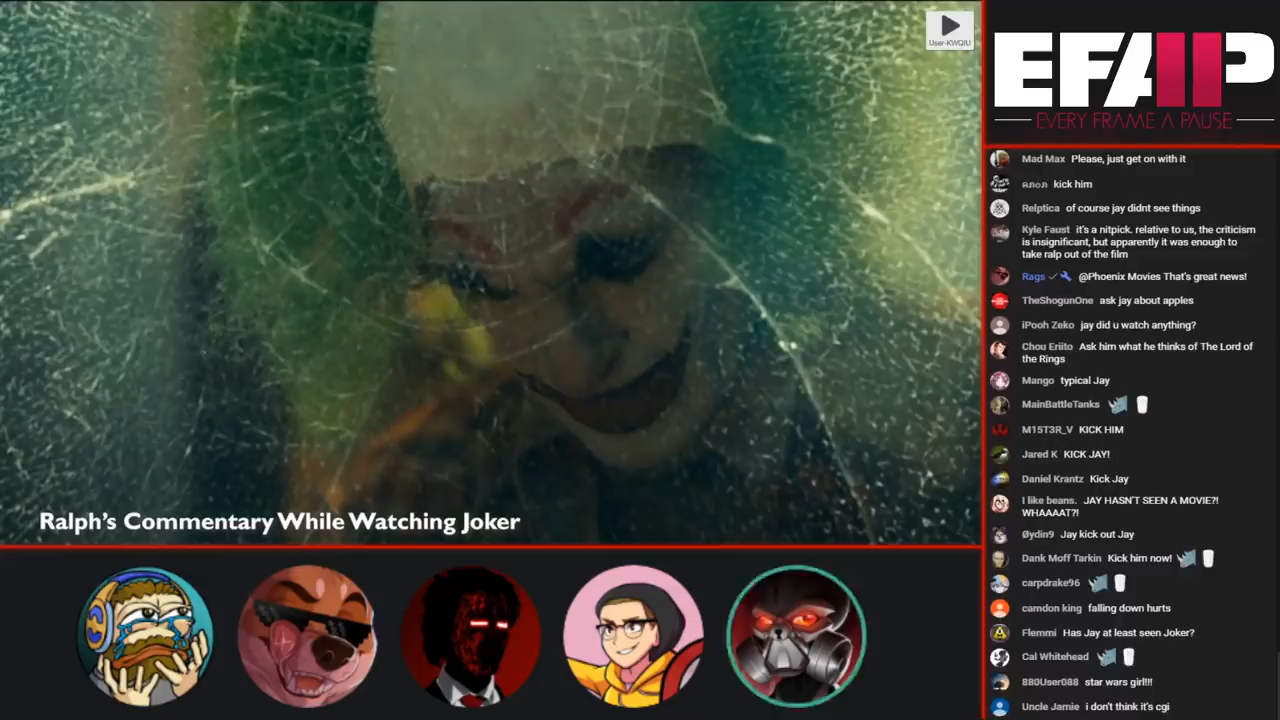 User-KWQIU
EFAP
EVERY FRAME A PAUSE
Mad Max Please, just get on with it
ค๓๏ภ kick him
Relptica of course jay didnt see things
Kyle Faust it's a nitpick. relative to us, the criticism
is insignificant, but apparently it was enough to
take ralp out of the film
Rags @Phoenix Movies That's great news!
TheShogunOne ask jay about apples
iPooh Zeko jay did u watch anything?
Chou Eriito Ask him what he thinks of The Lord of
the Rings
Mango typical Jay
MainBattleTanks
M15T3R_V KICK HIM
Jared K KICK JAY!
Daniel Krantz Kick Jay
I like beans. JAY HASN'T SEEN A MOVIE?!
WHAAAAT?!
Øydin9 Jay kick out Jay
Dank Moff Tarkin Kick him now!
carpdrake96
camdon king falling down hurts
Flemmi Has Jay at least seen Joker?
Cal Whitehead
880User088 star wars girl!!!
Uncle Jamie i don't think it's cgi
Ralph's Commentary While Watching Joker